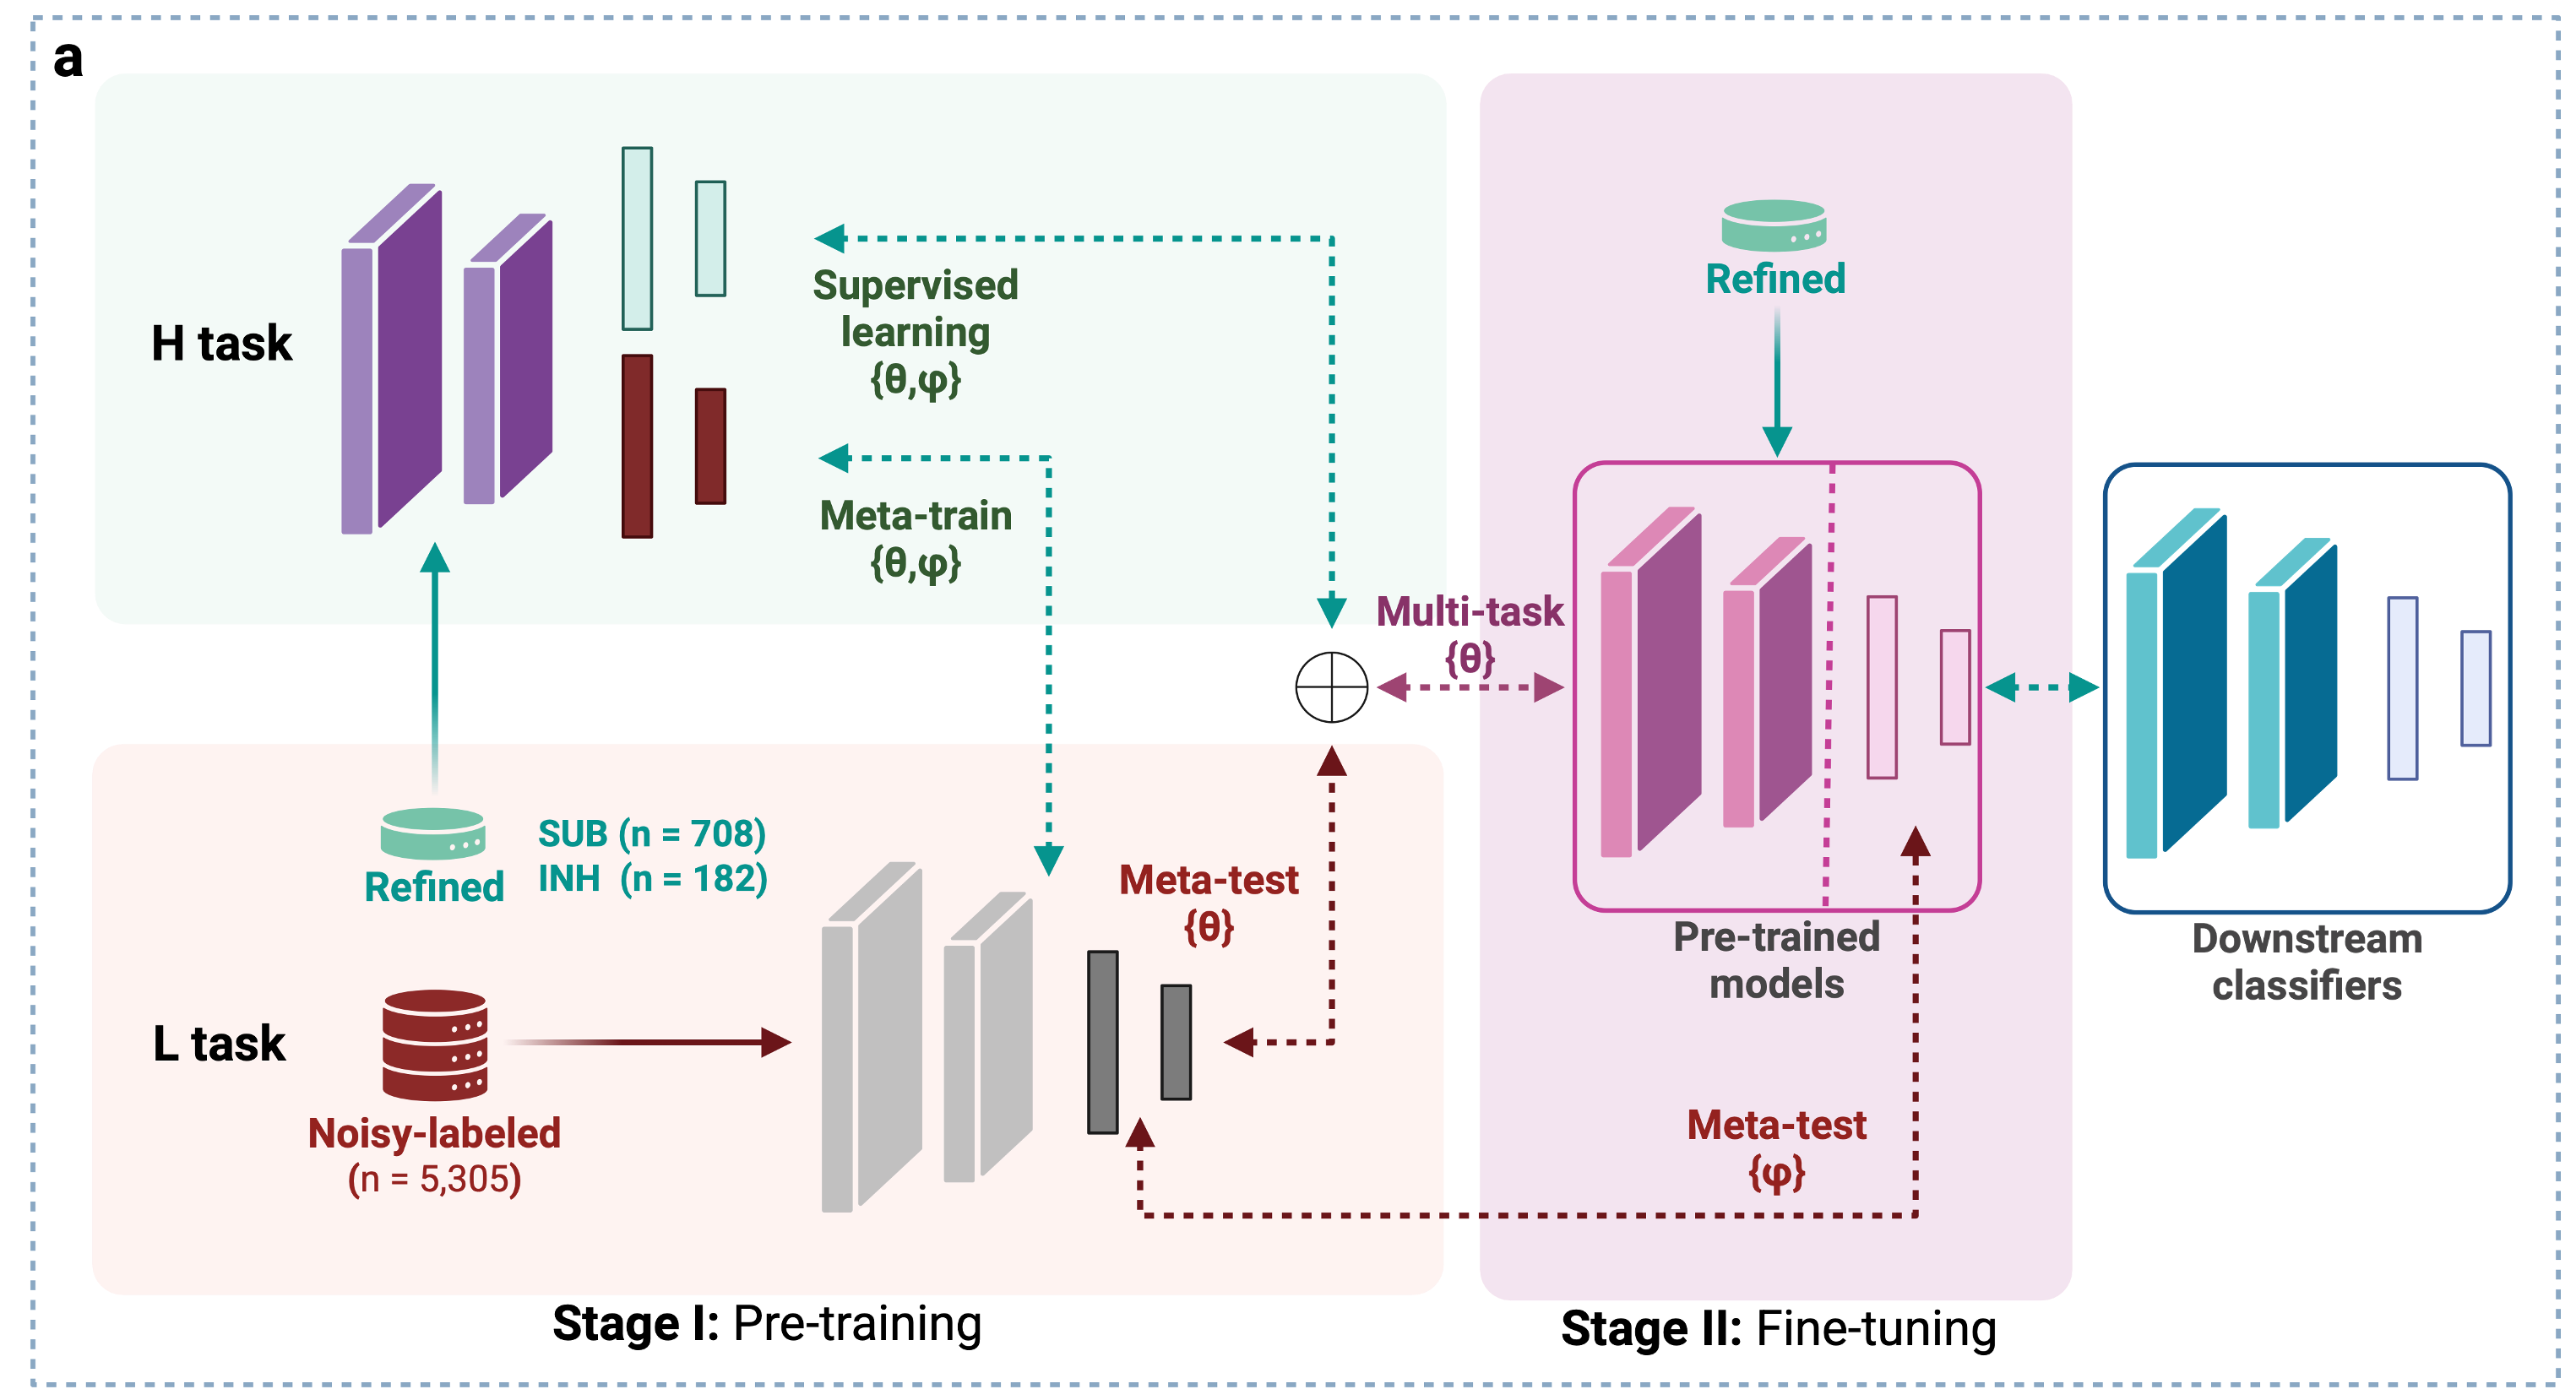 a
H task
Supervised
learning
{θ,φ}
Meta-train
{θ,φ}
Refined
SUB (n = 708)
INH (n = 182)
L task
Noisy-labeled
(n = 5,305)
Meta-test
{θ}
Stage I: Pre-training
Multi-task
{θ}
Refined
Pre-trained
models
Meta-test
{φ}
Stage II: Fine-tuning
Downstream
classifiers